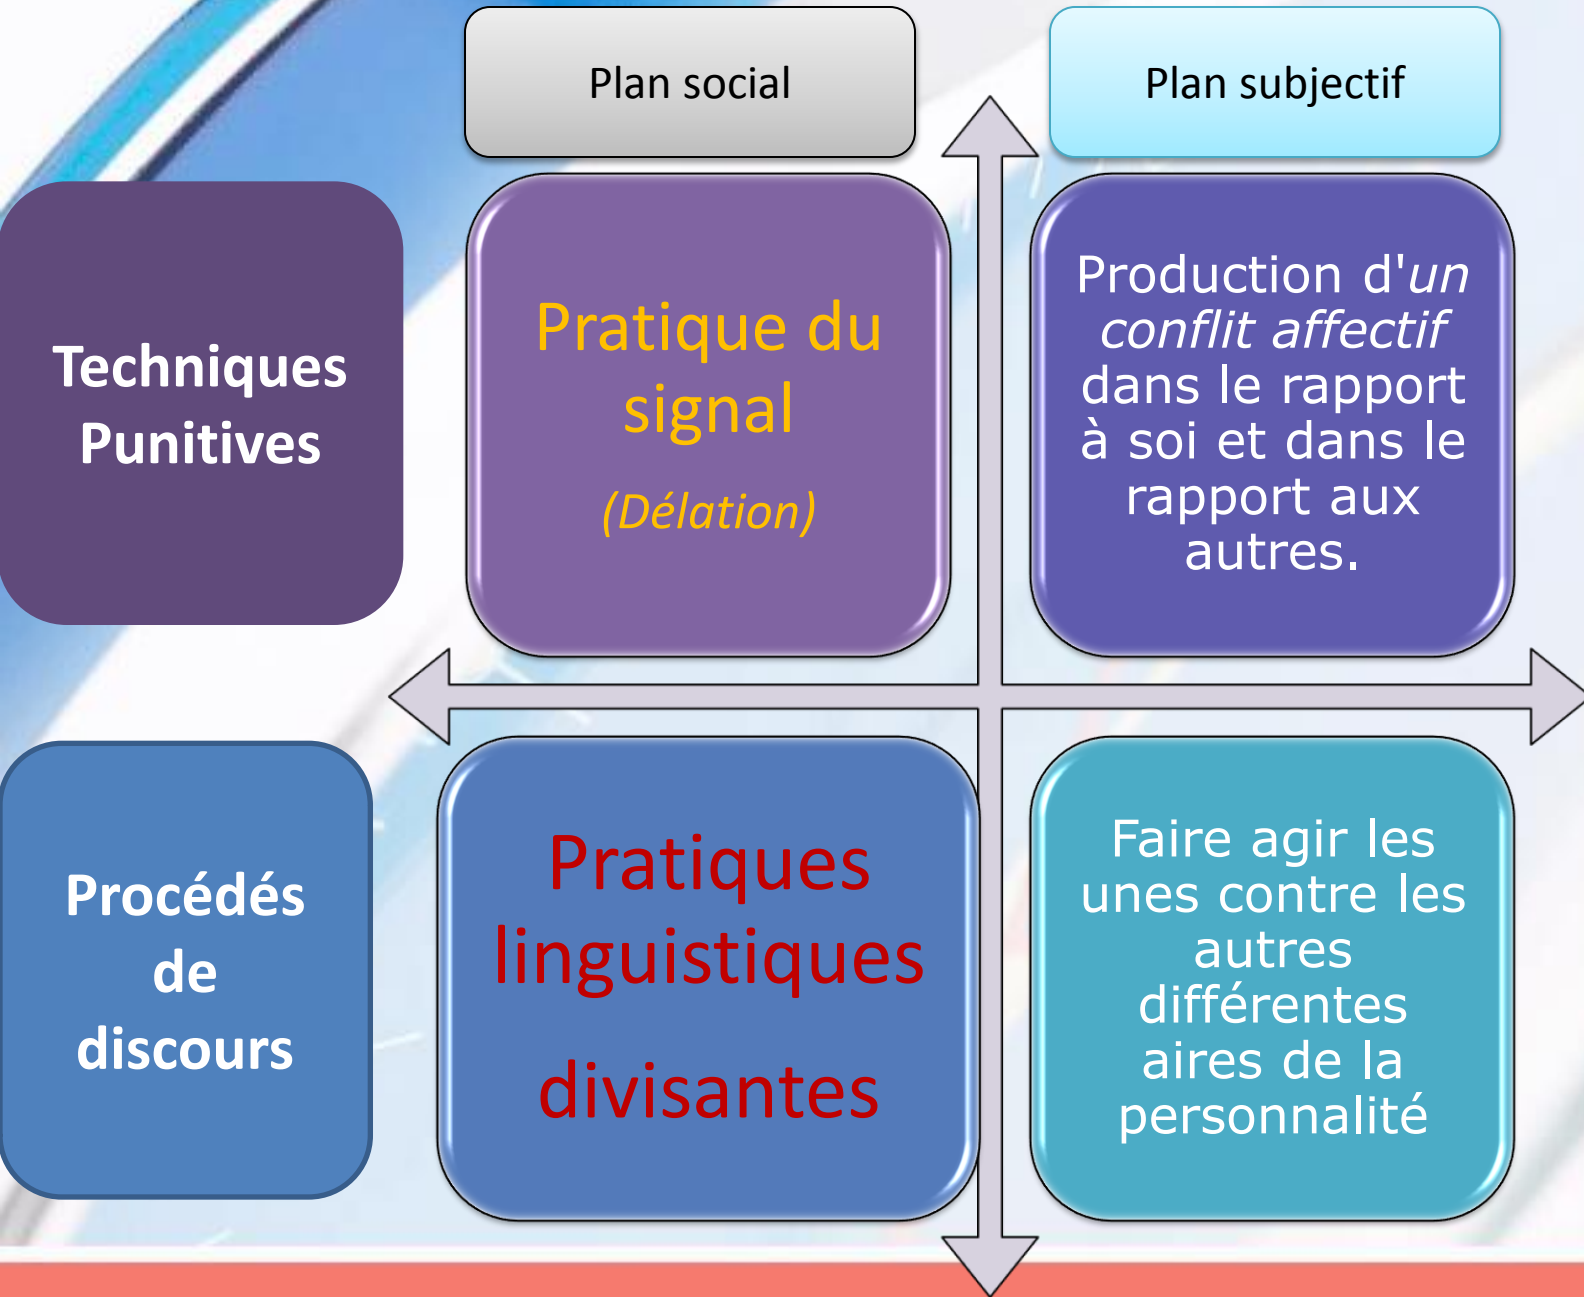 Plan social
Plan subjectif
Techniques
Punitives
Pratique du
signal
(Délation)
Production d'un
conflit affectif
dans le rapport
à soi et dans le
rapport aux
autres.
Procédés
de
discours
Pratiques
linguistiques
divisantes
Faire agir les
unes contre les
autres
différentes
aires de la
personnalité